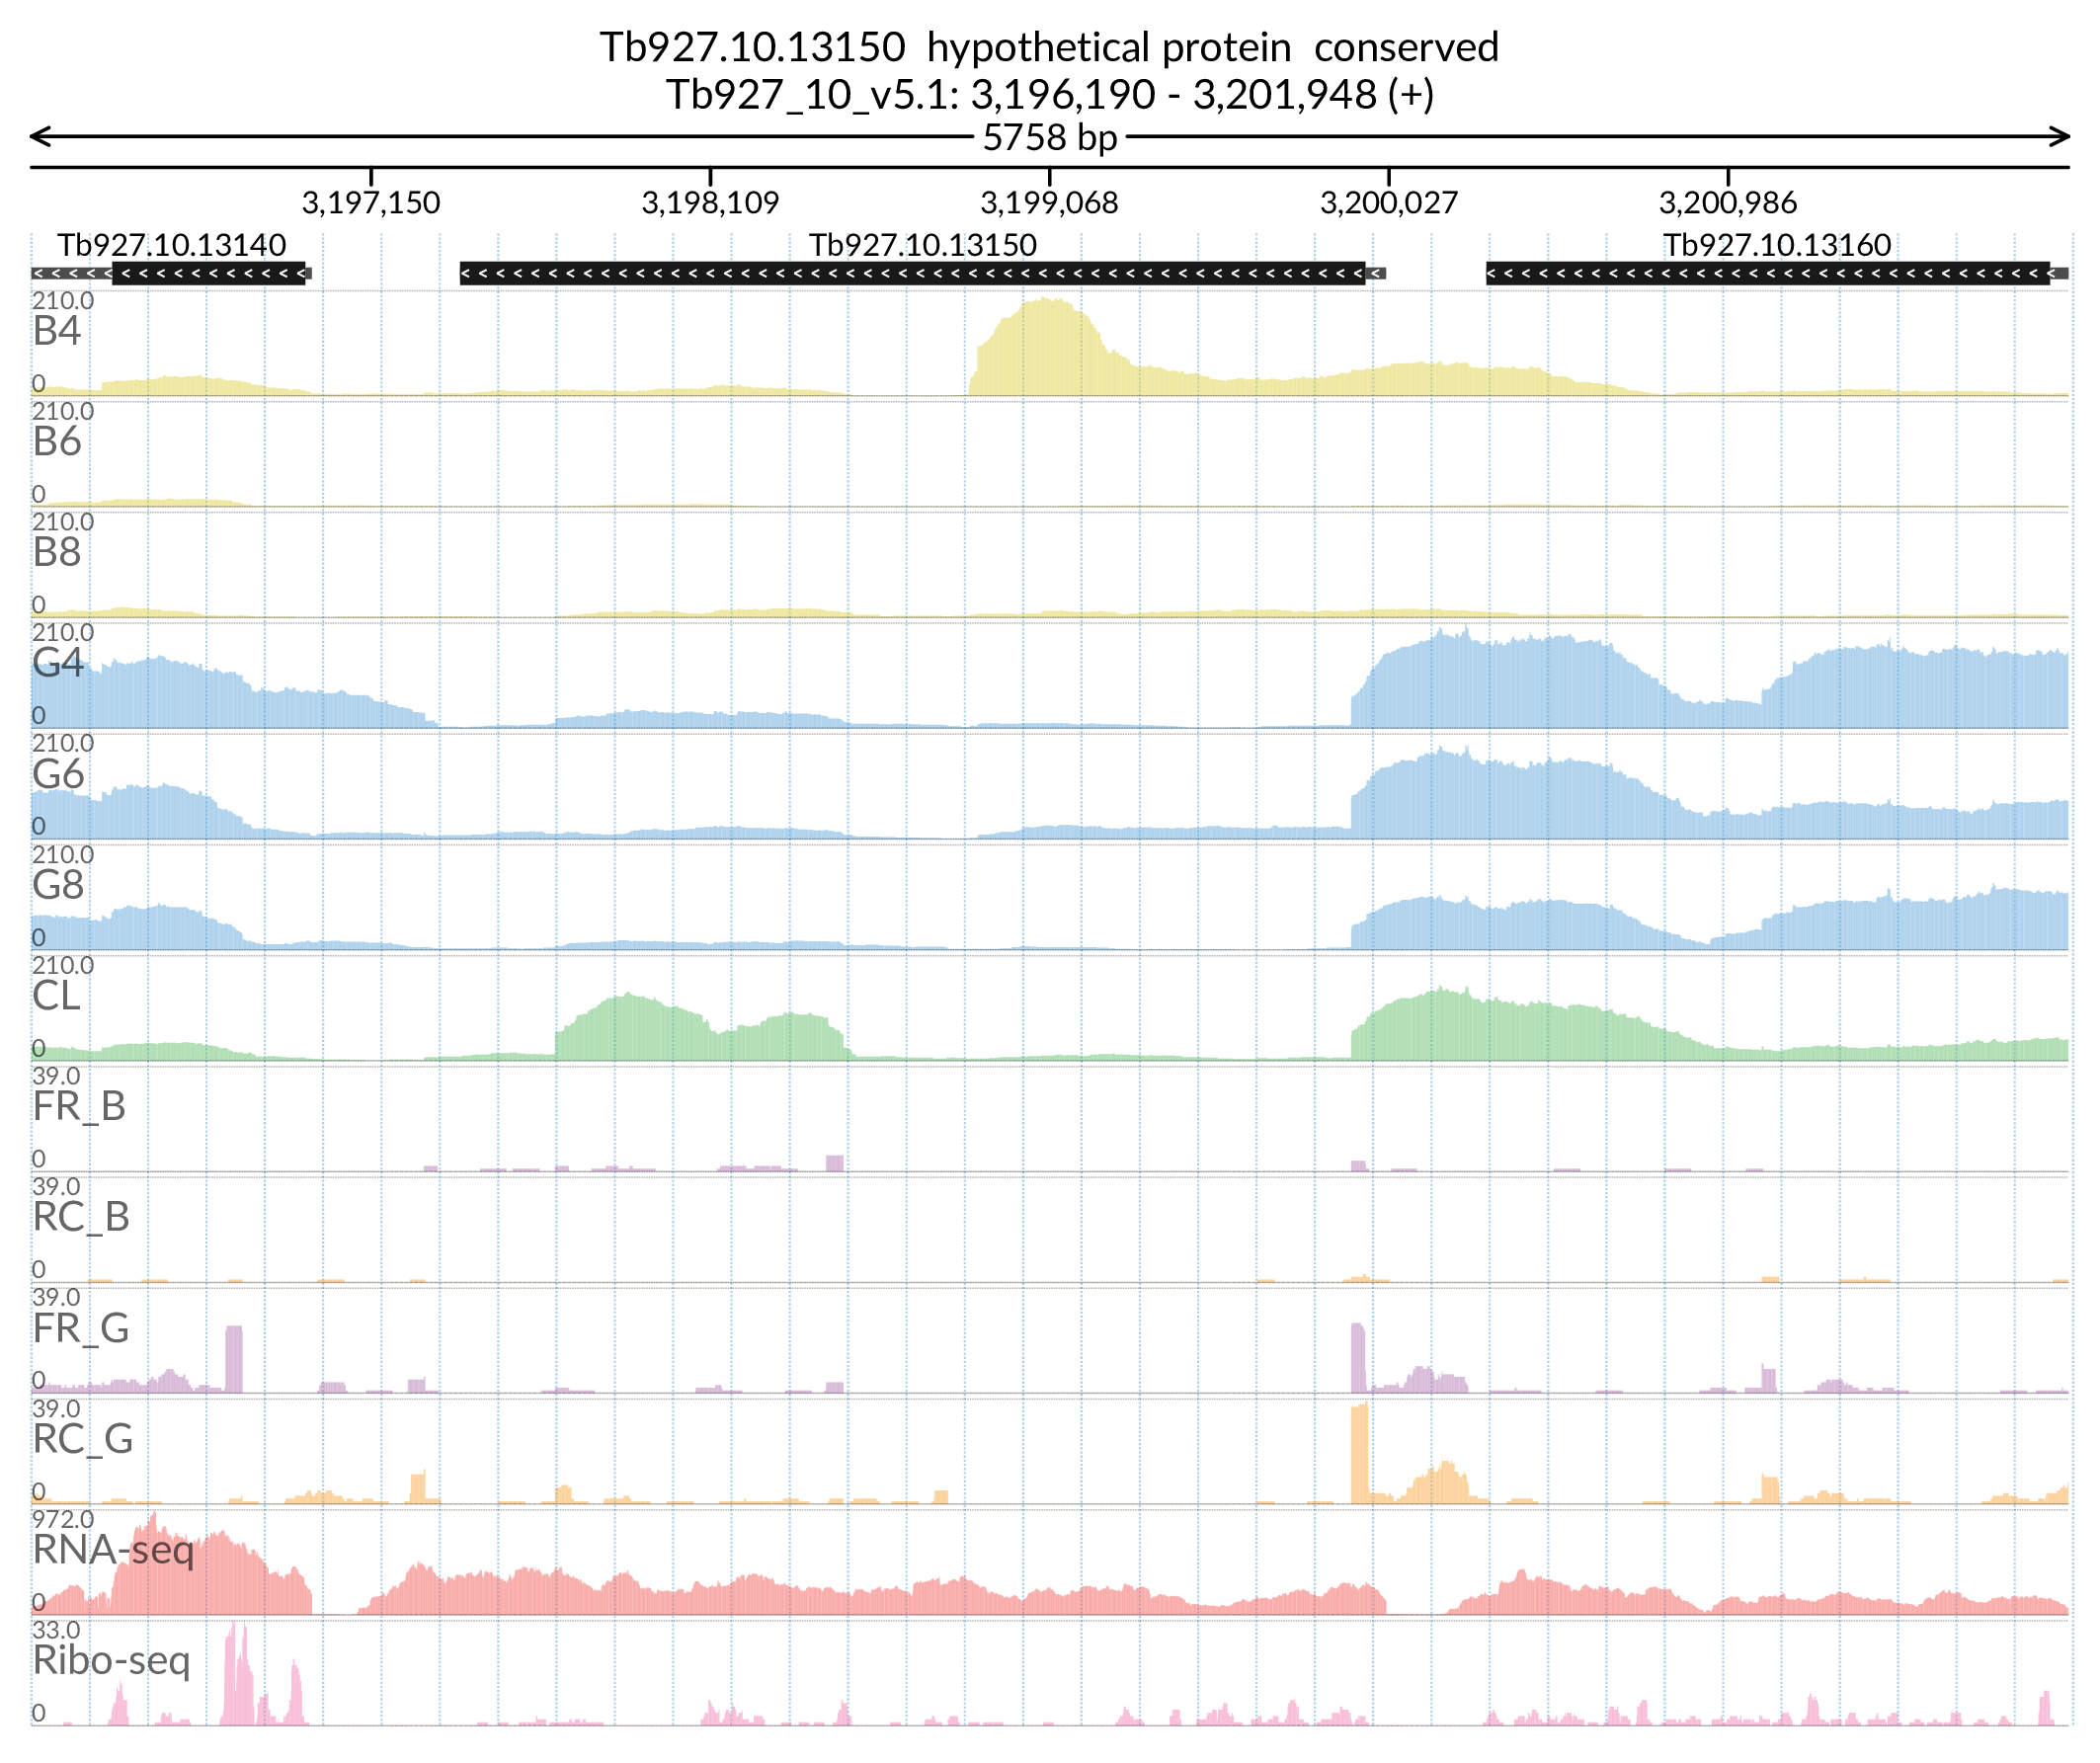 Tb927.10.13150  hypothetical protein  conserved
Tb927_10_v5.1: 3,196,190 - 3,201,948 (+)
5758 bp
3,197,150 3,198,109 3,199,068 3,200,027 3,200,986
Tb927.10.13140 Tb927.10.13150 Tb927.10.13160
210.0
B4
0
210.0
B6
0
210.0
B8
0
210.0
G4
0
210.0
G6
0
210.0
G8
0
210.0
CL
0
39.0
FR_B
0
39.0
RC_B
0
39.0
FR_G
0
39.0
RC_G
0
972.0
RNA-seq
0
33.0
Ribo-seq
0